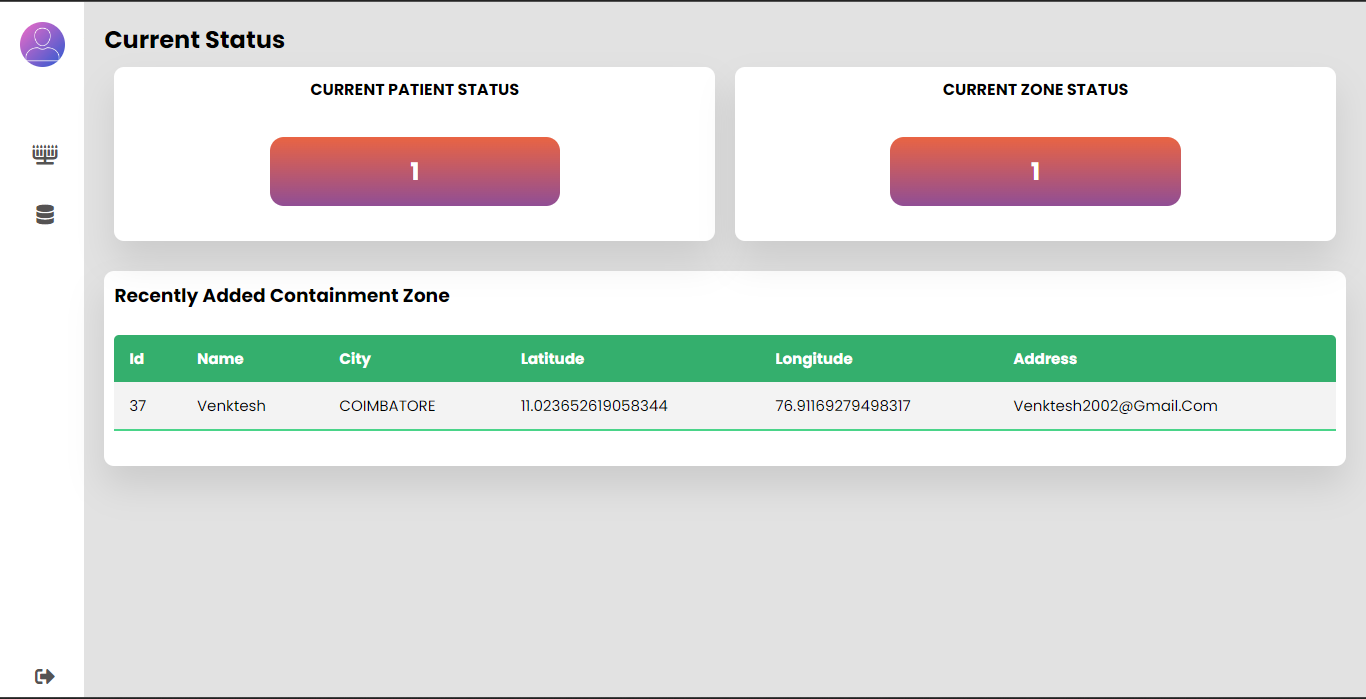 Current Status
CURRENT PATIENT STATUS
1
CURRENT ZONE STATUS
1
Recently Added Containment Zone
Id Name City Latitude Longitude Address
37 Venktesh COIMBATORE 11.023652619058344 76.91169279498317 Venktesh2002@Gmail.Com